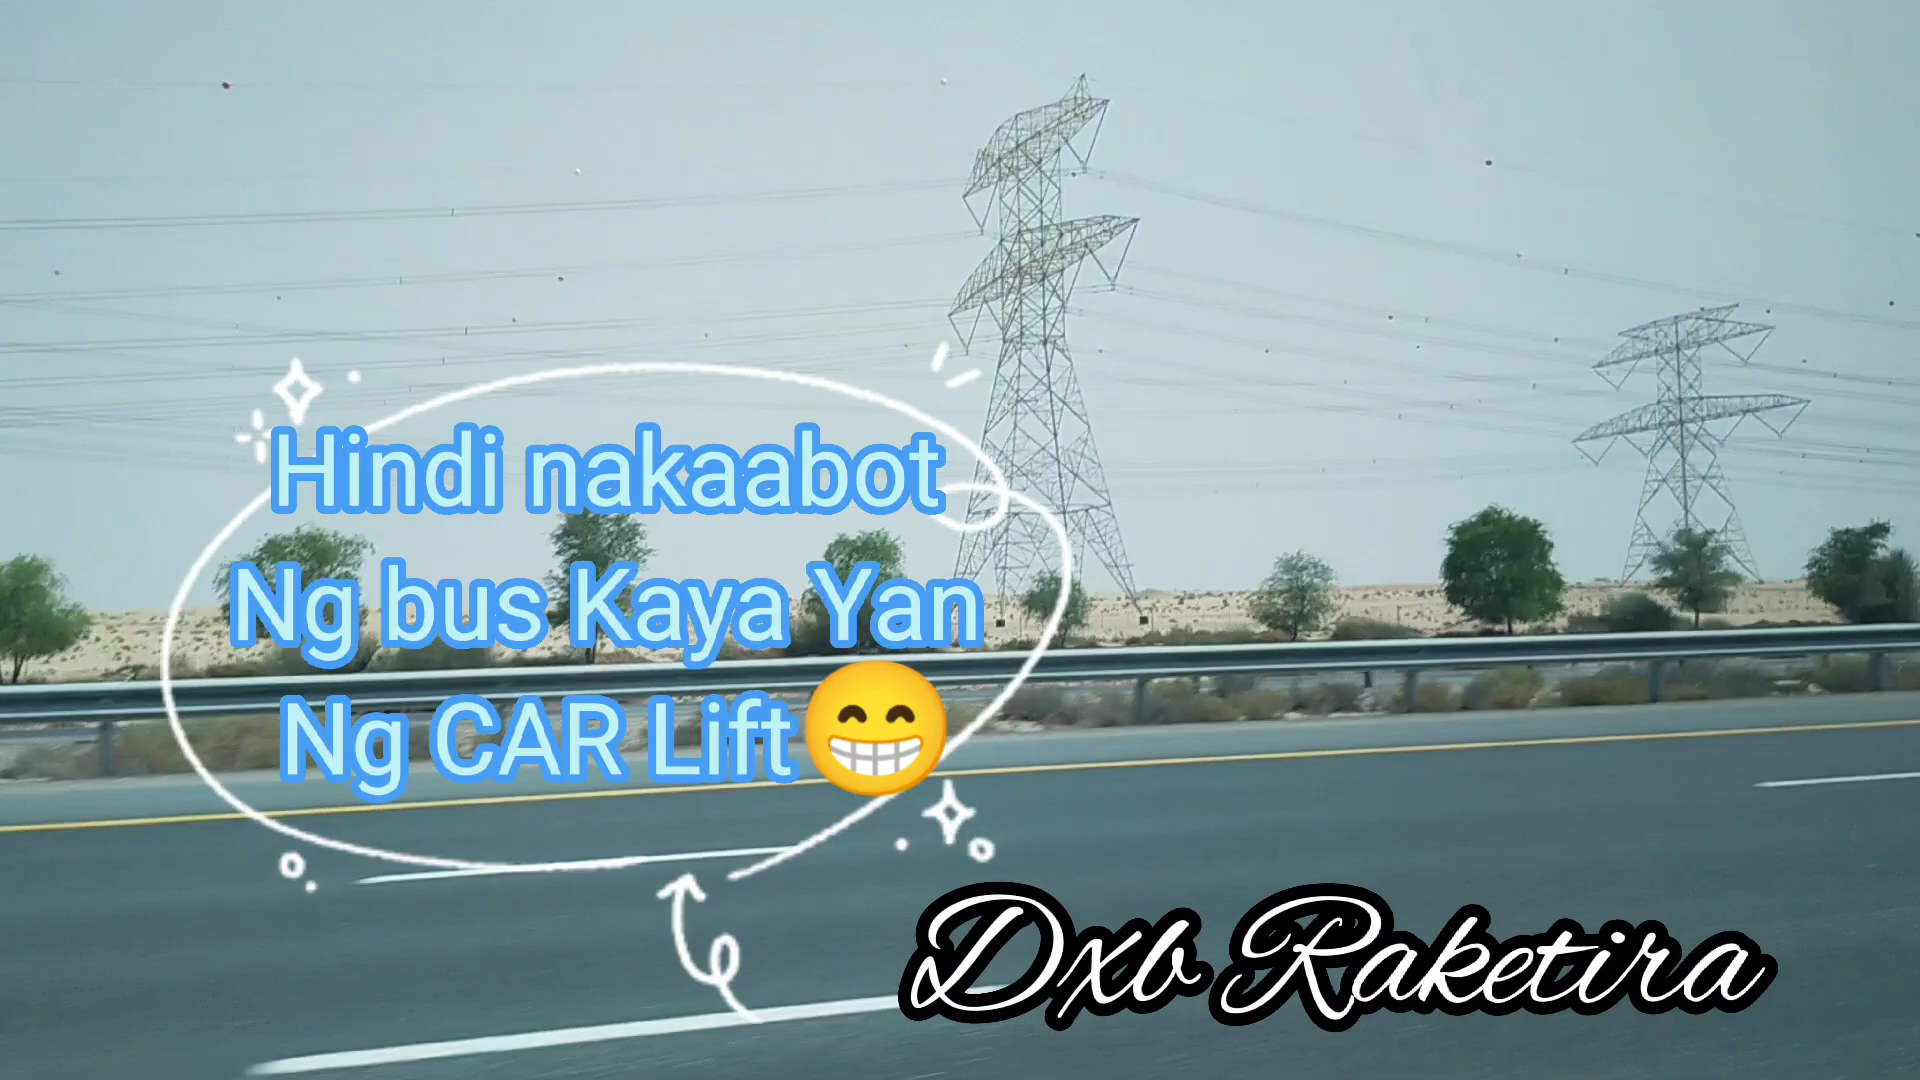 Hindi nakaabot
Ng bus Kaya Yan
Ng CAR Lift😁
Dxb Raketira